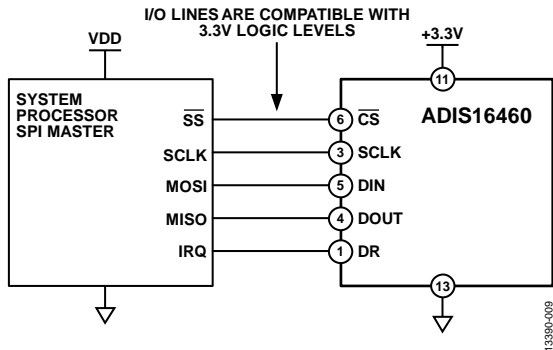 I/O LINES ARE COMPATIBLE WITH
3.3V LOGIC LEVELS
VDD
+3.3V
SYSTEM
PROCESSOR
SPI MASTER
ADIS16460
11
SS 6 CS
SCLK 3 SCLK
MOSI 5 DIN
MISO 4 DOUT
IRQ 1 DR
13
13390-009